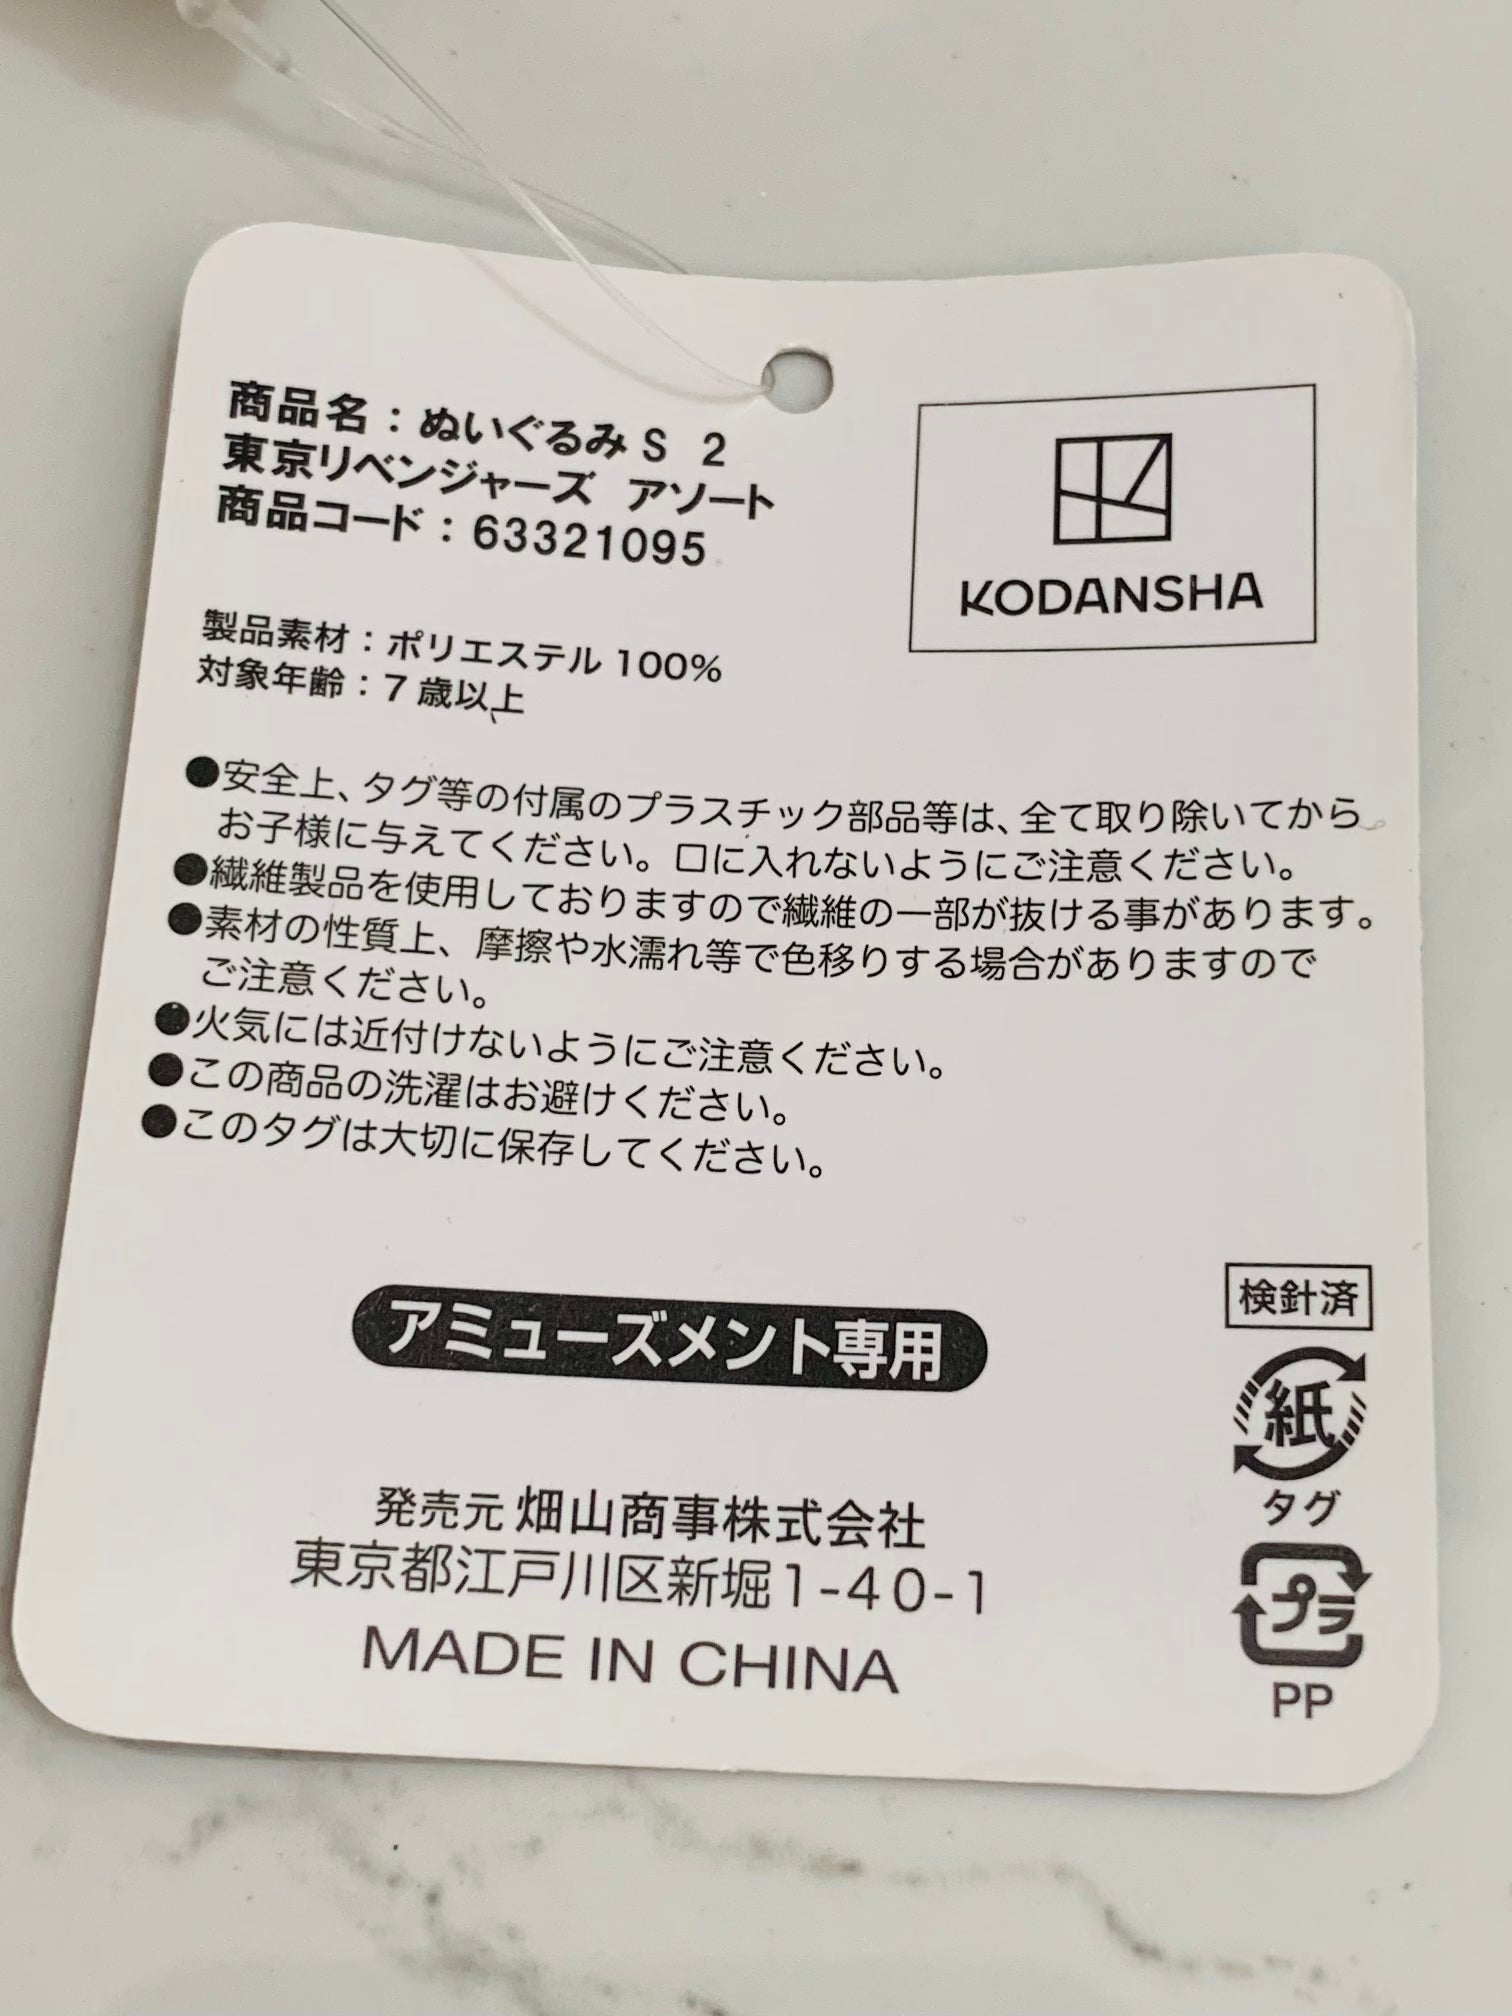 商品名：ぬいぐるみS 2
東京リベンジャーズ アソート
商品コード：63321095
KODANSHA
製品素材：ポリエステル100%
対象年齢：7歳以上
●安全上、タグ等の付属のプラスチック部品等は、全て取り除いてから
お子様に与えてください。口に入れないようにご注意ください。
●繊維製品を使用しておりますので繊維の一部が抜ける事があります。
●素材の性質上、摩擦や水濡れ等で色移りする場合がありますので
ご注意ください。
●火気には近付けないようにご注意ください。
●この商品の洗濯はお避けください。
●このタグは大切に保存してください。
アミューズメント専用
検針済
紙
タグ
プラ
PP
発売元 畑山商事株式会社
東京都江戸川区新堀1-40-1
MADE IN CHINA